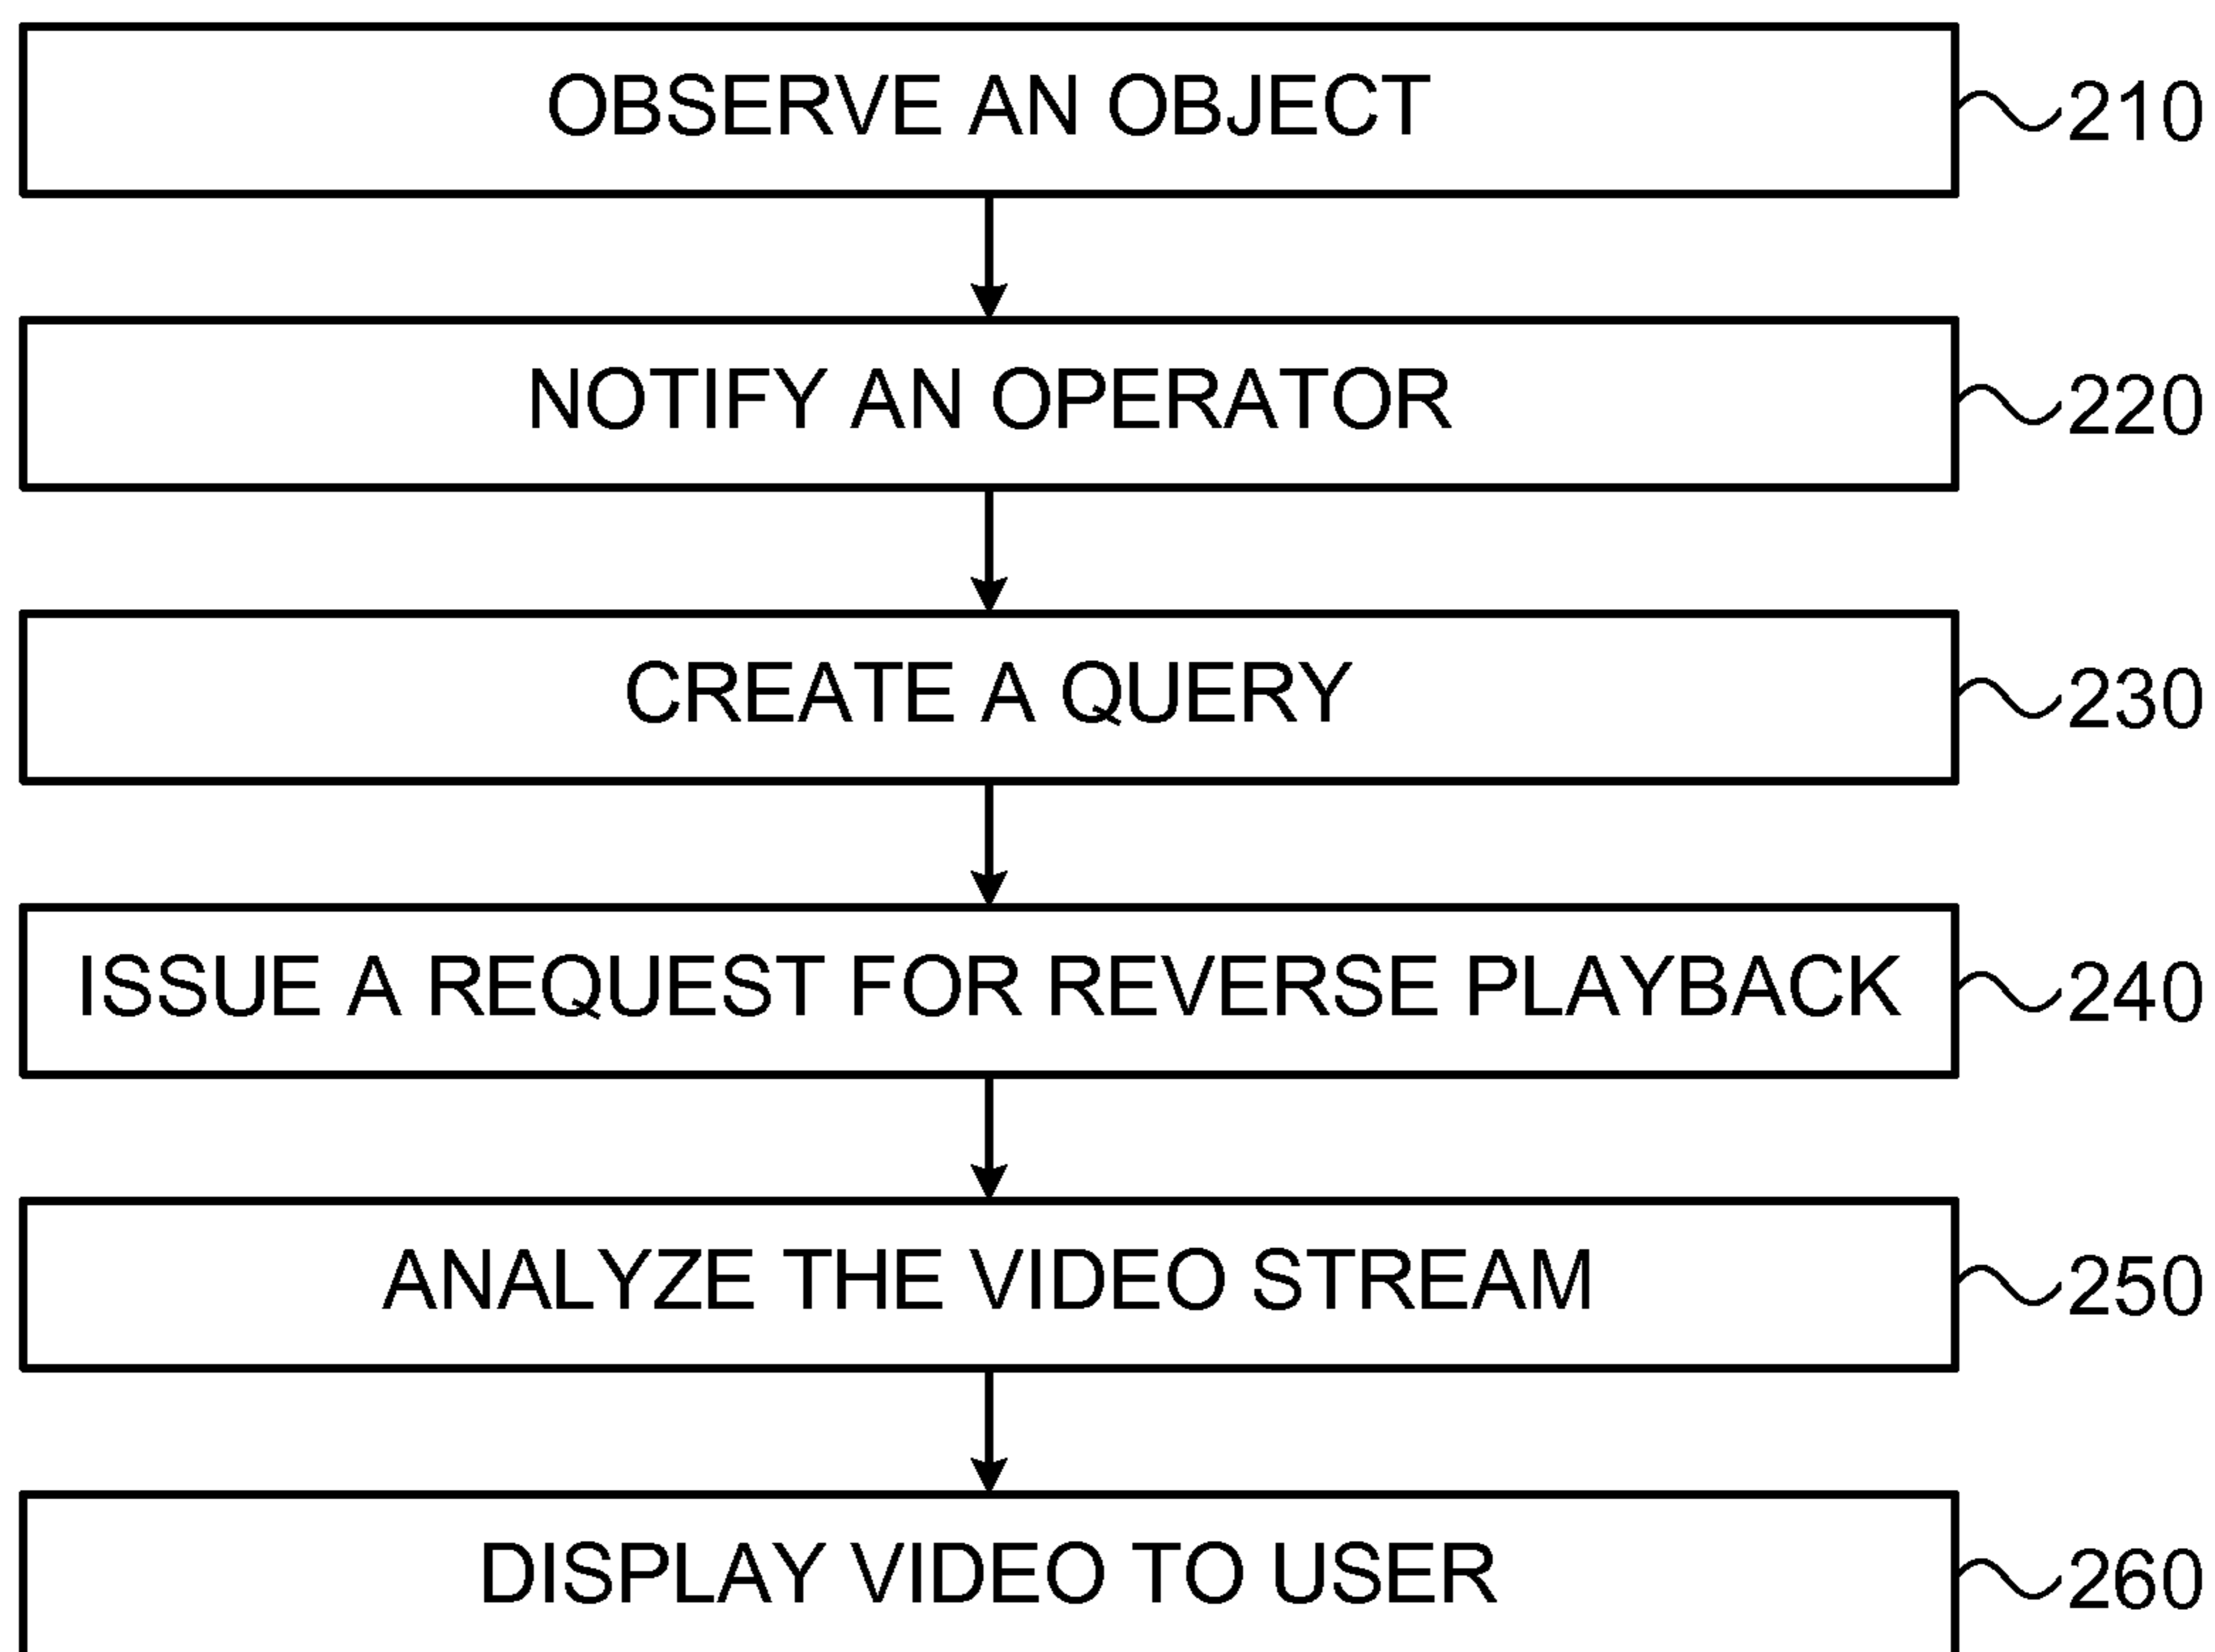 OBSERVE AN OBJECT 210
NOTIFY AN OPERATOR 220
CREATE A QUERY 230
ISSUE A REQUEST FOR REVERSE PLAYBACK 240
ANALYZE THE VIDEO STREAM 250
DISPLAY VIDEO TO USER 260